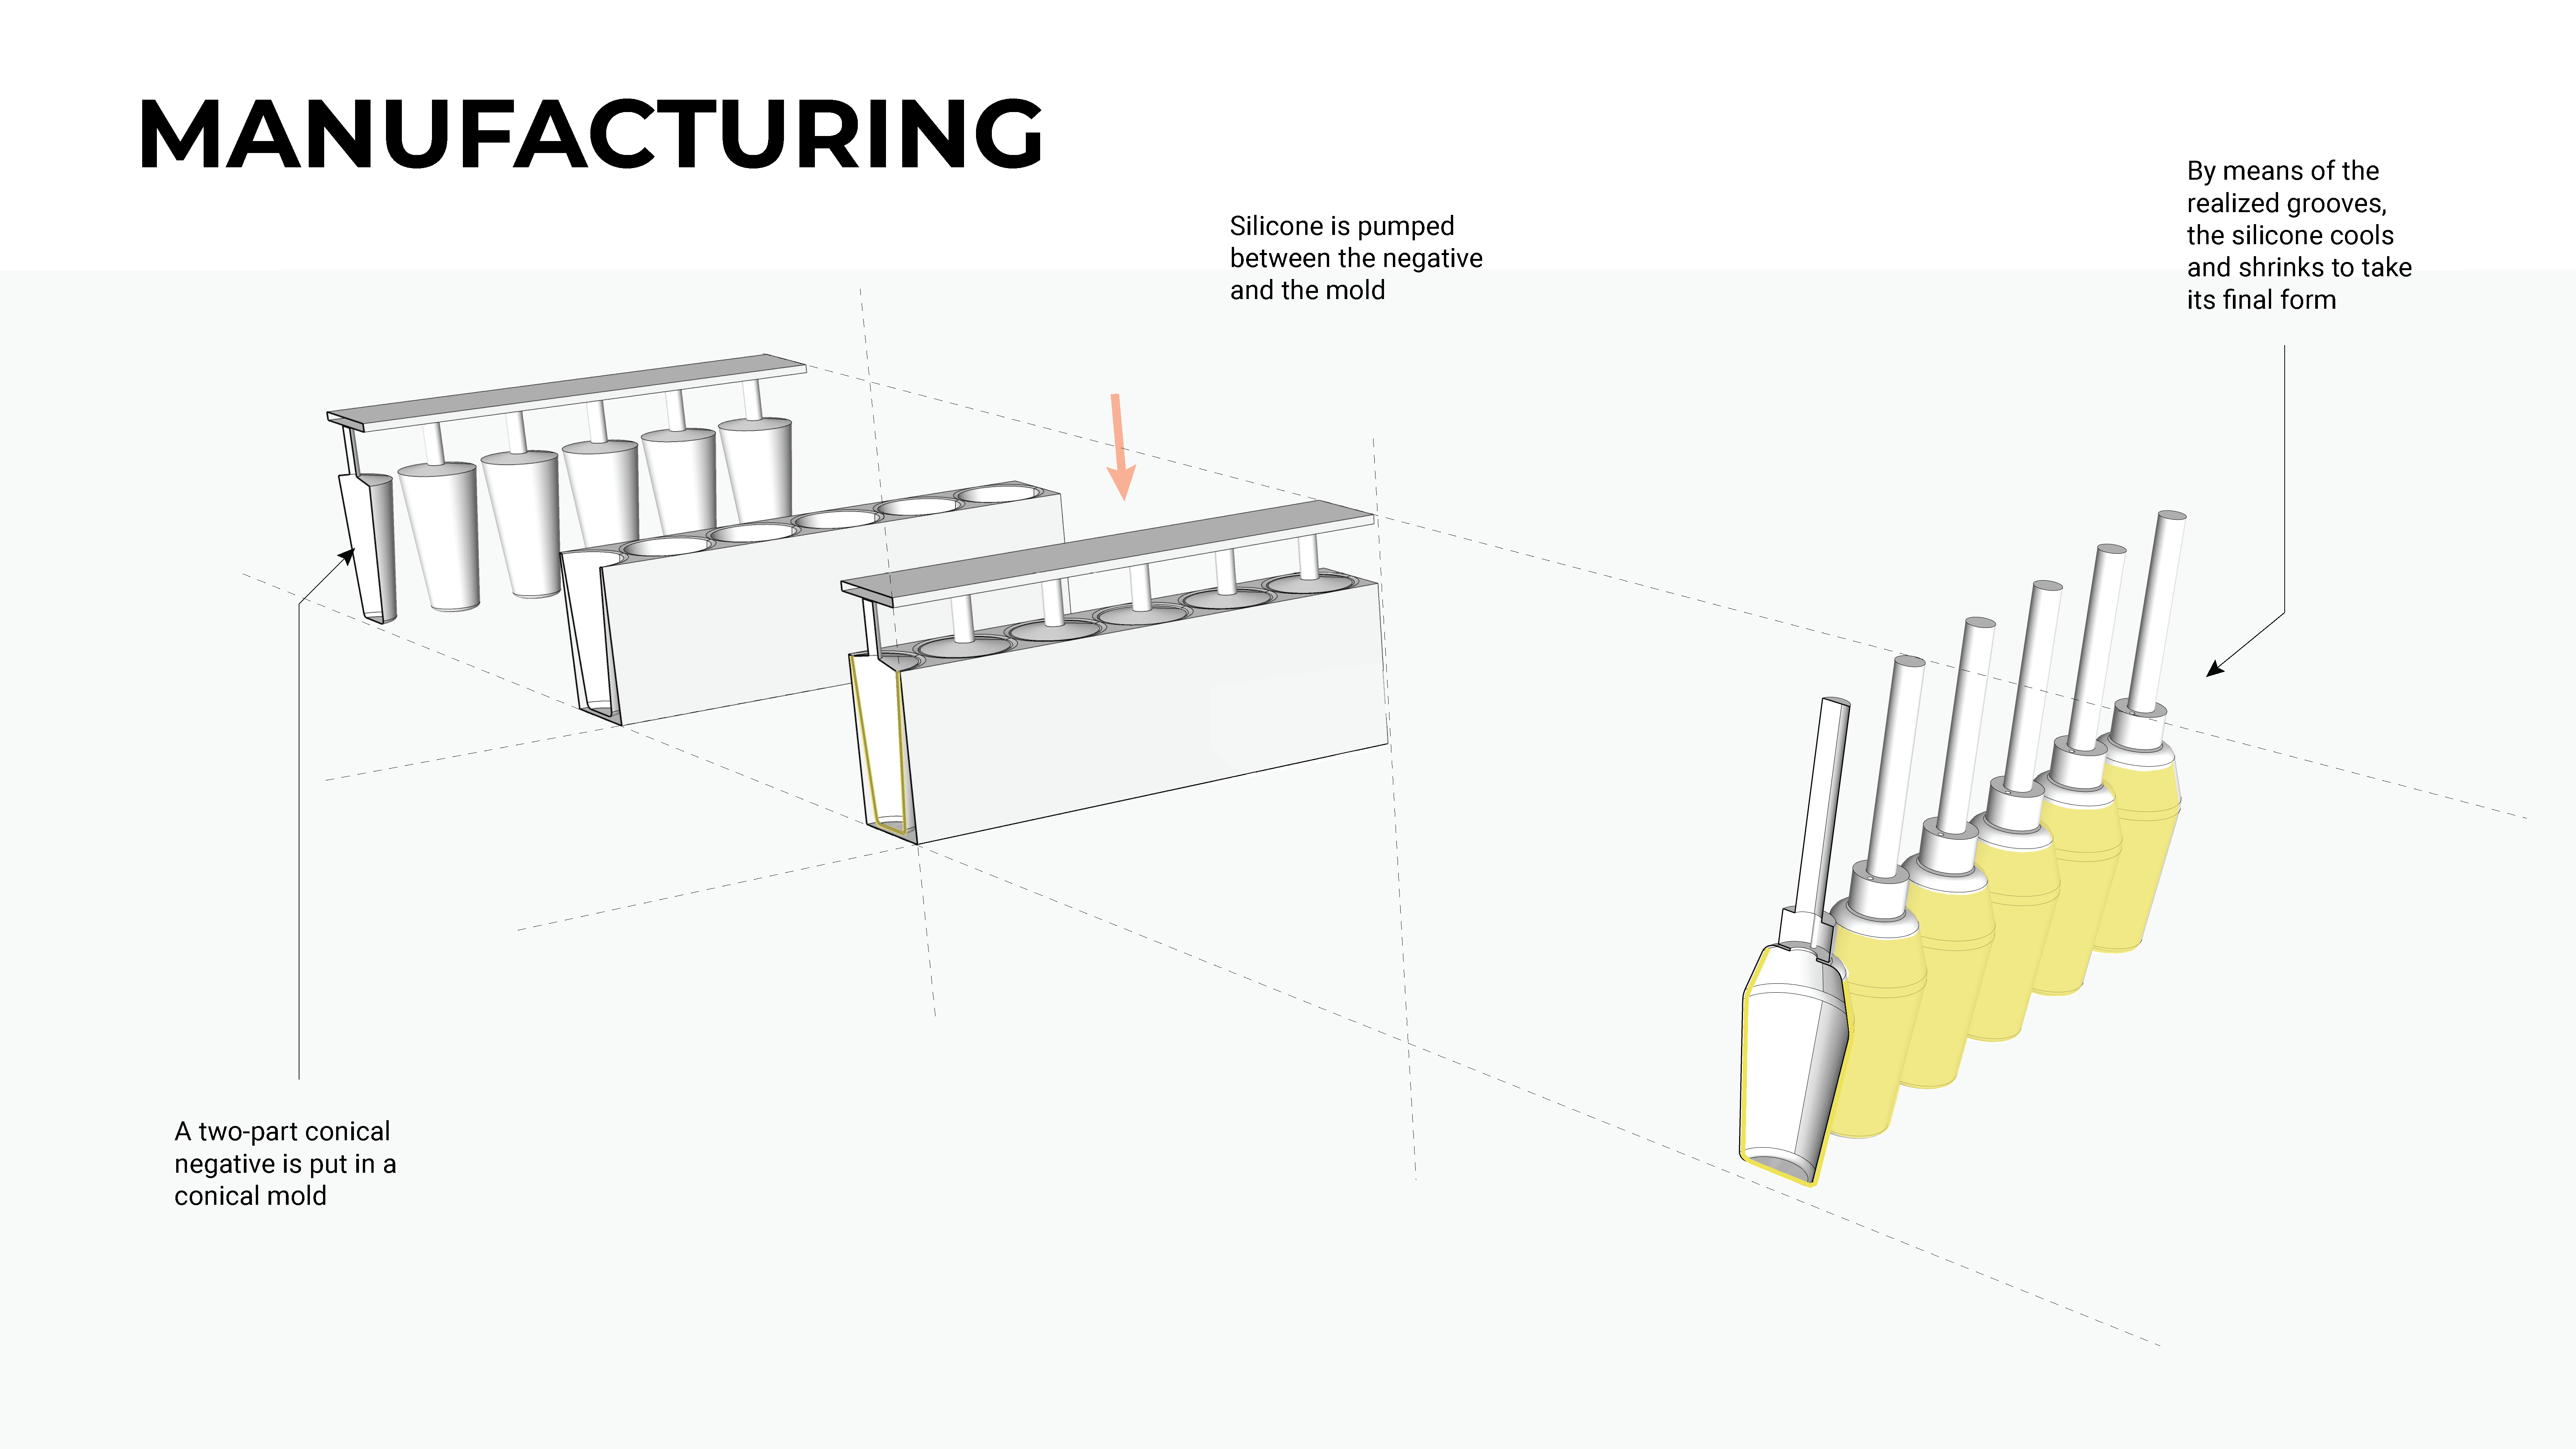 MANUFACTURING
Silicone is pumped
between the negative
and the mold
By means of the
realized grooves,
the silicone cools
and shrinks to take
its final form
A two-part conical
negative is put in a
conical mold